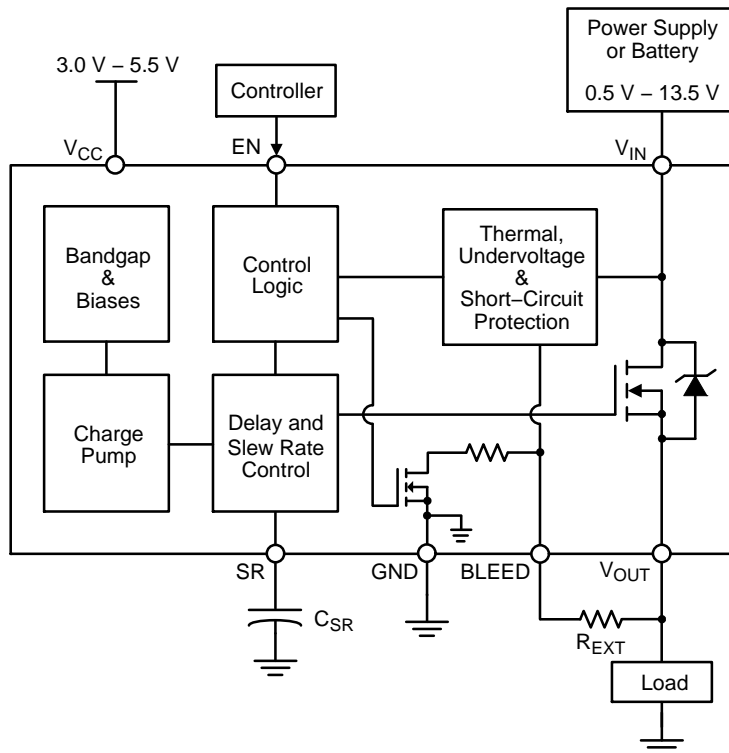 Power Supply
or Battery
0.5 V – 13.5 V
3.0 V – 5.5 V
Controller
VCC
EN
VIN
Bandgap
&
Biases
Control
Logic
Thermal,
Undervoltage
&
Short–Circuit
Protection
Charge
Pump
Delay and
Slew Rate
Control
SR
GND
BLEED
VOUT
CSR
REXT
Load